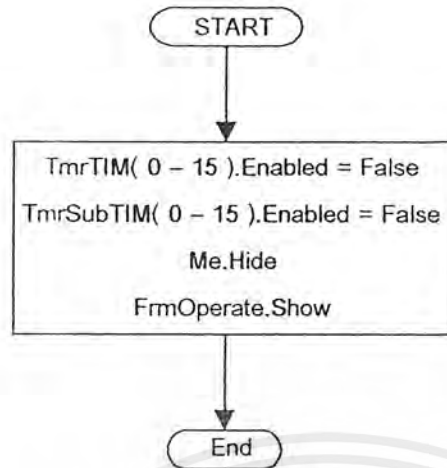 START
TmrTIM( 0 – 15 ).Enabled = False
TmrSubTIM( 0 – 15 ).Enabled = False
Me.Hide
FrmOperate.Show
End